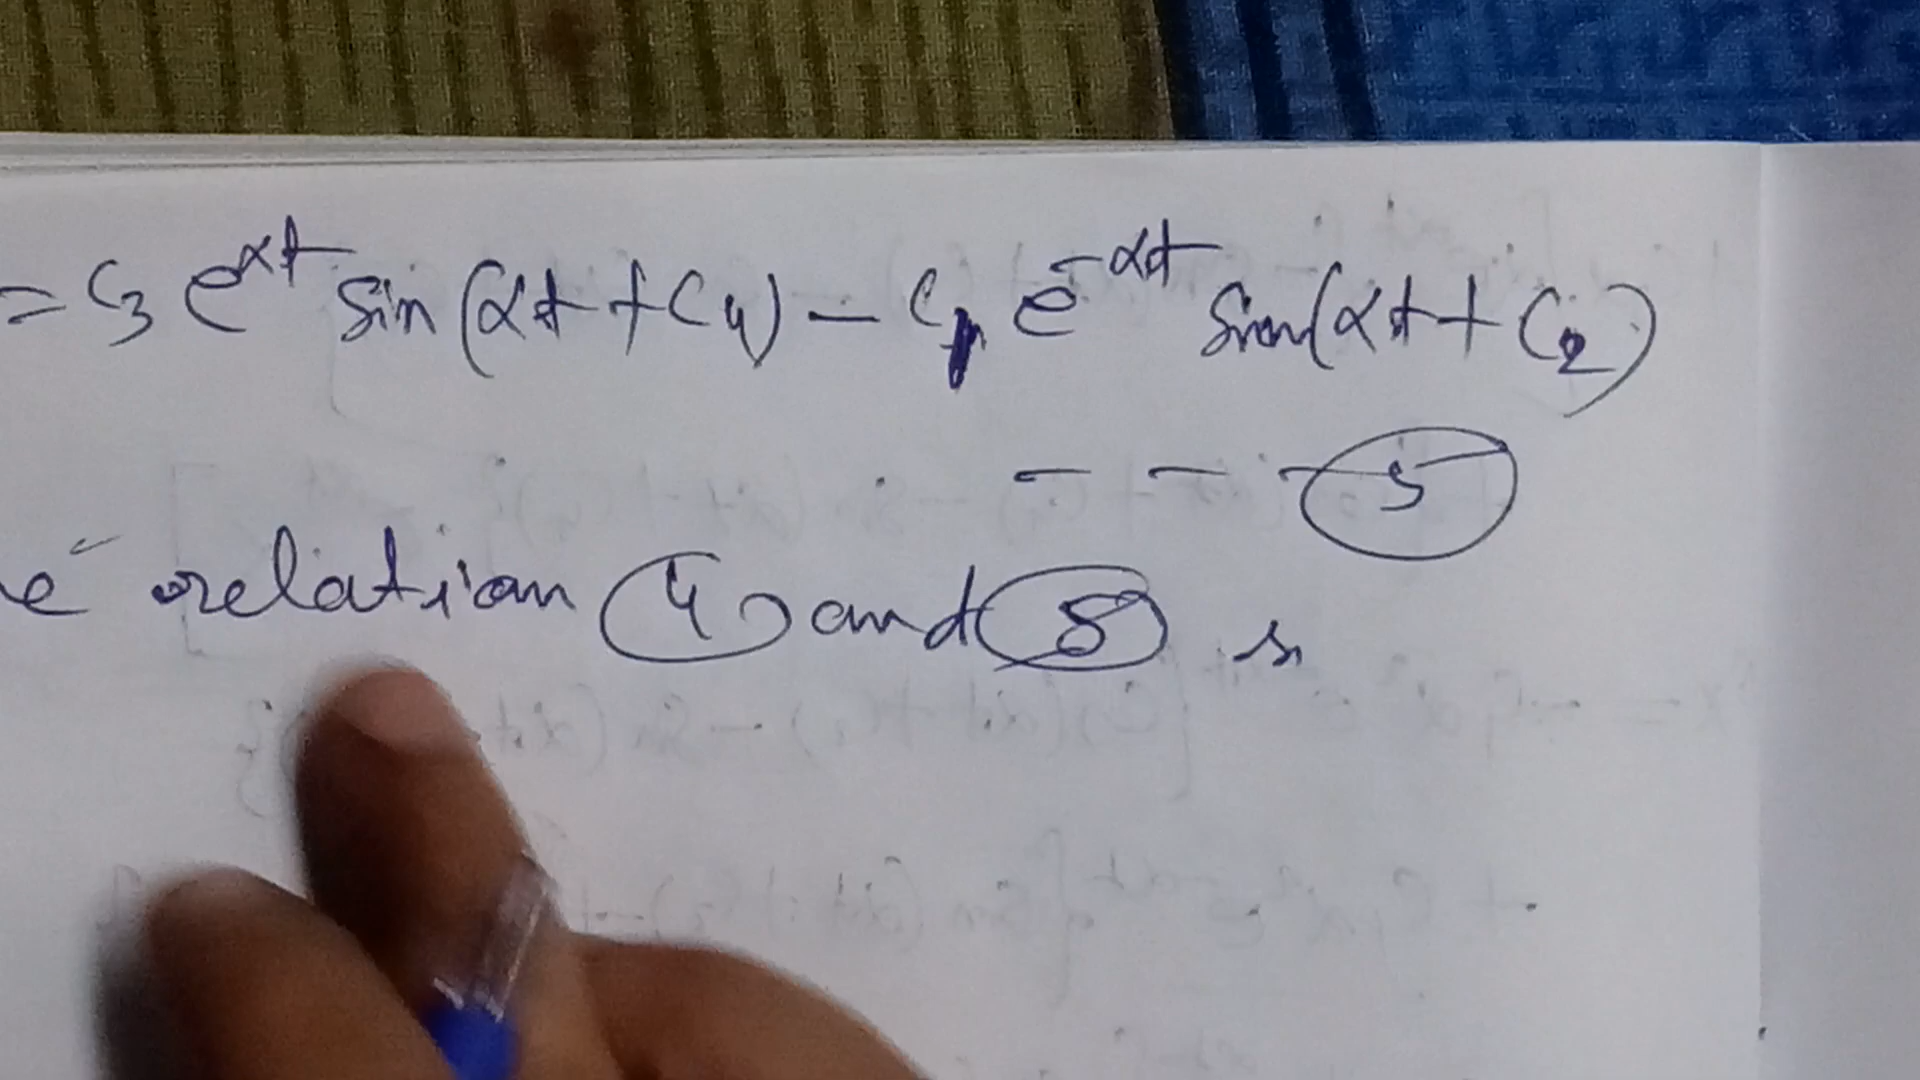 = C₃ e^αt Sin (αt + C₄) − C₁ e^−αt Sin (αt + C₂)
− − − 5
relation 4 and 5